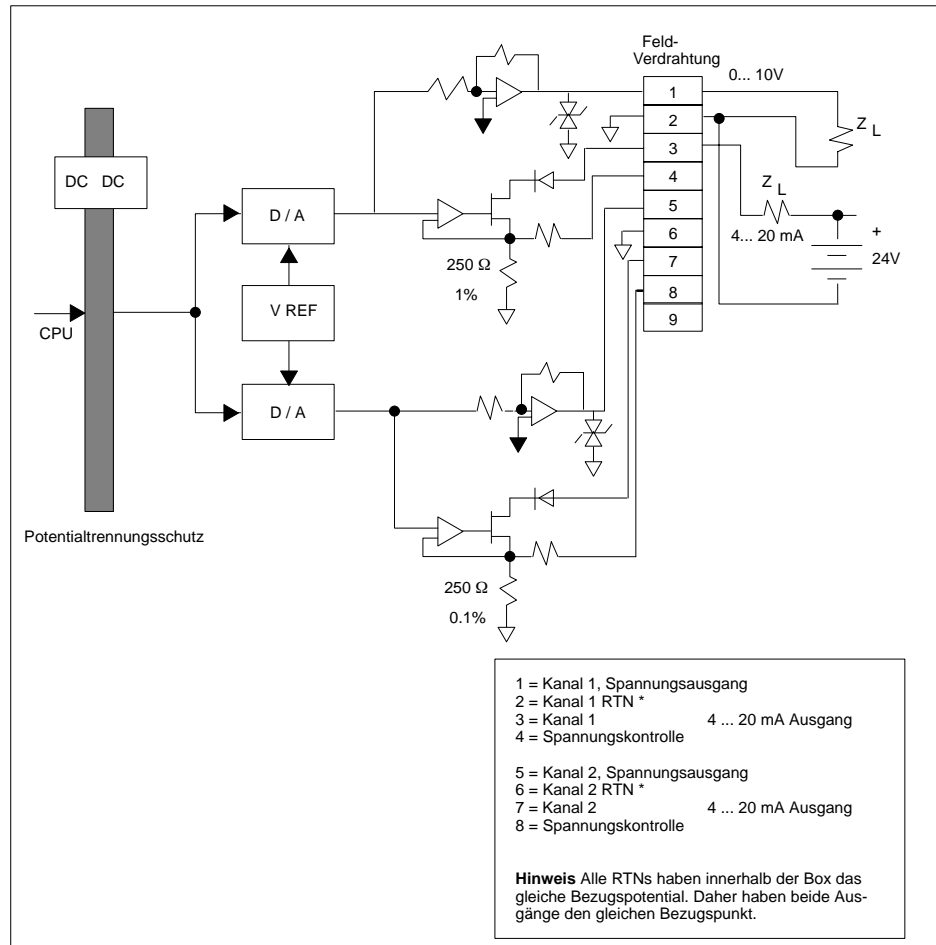 Feld-
Verdrahtung
0... 10V
1
2
3
4
5
6
7
8
9
Z L
Z L
4... 20 mA
+
24V
DC DC
D / A
V REF
D / A
CPU
250 Ω
1%
250 Ω
0.1%
Potentialtrennungsschutz
1 = Kanal 1, Spannungsausgang
2 = Kanal 1 RTN *
3 = Kanal 1 4 ... 20 mA Ausgang
4 = Spannungskontrolle
5 = Kanal 2, Spannungsausgang
6 = Kanal 2 RTN *
7 = Kanal 2 4 ... 20 mA Ausgang
8 = Spannungskontrolle
Hinweis Alle RTNs haben innerhalb der Box das
gleiche Bezugspotential. Daher haben beide Aus-
gänge den gleichen Bezugspunkt.